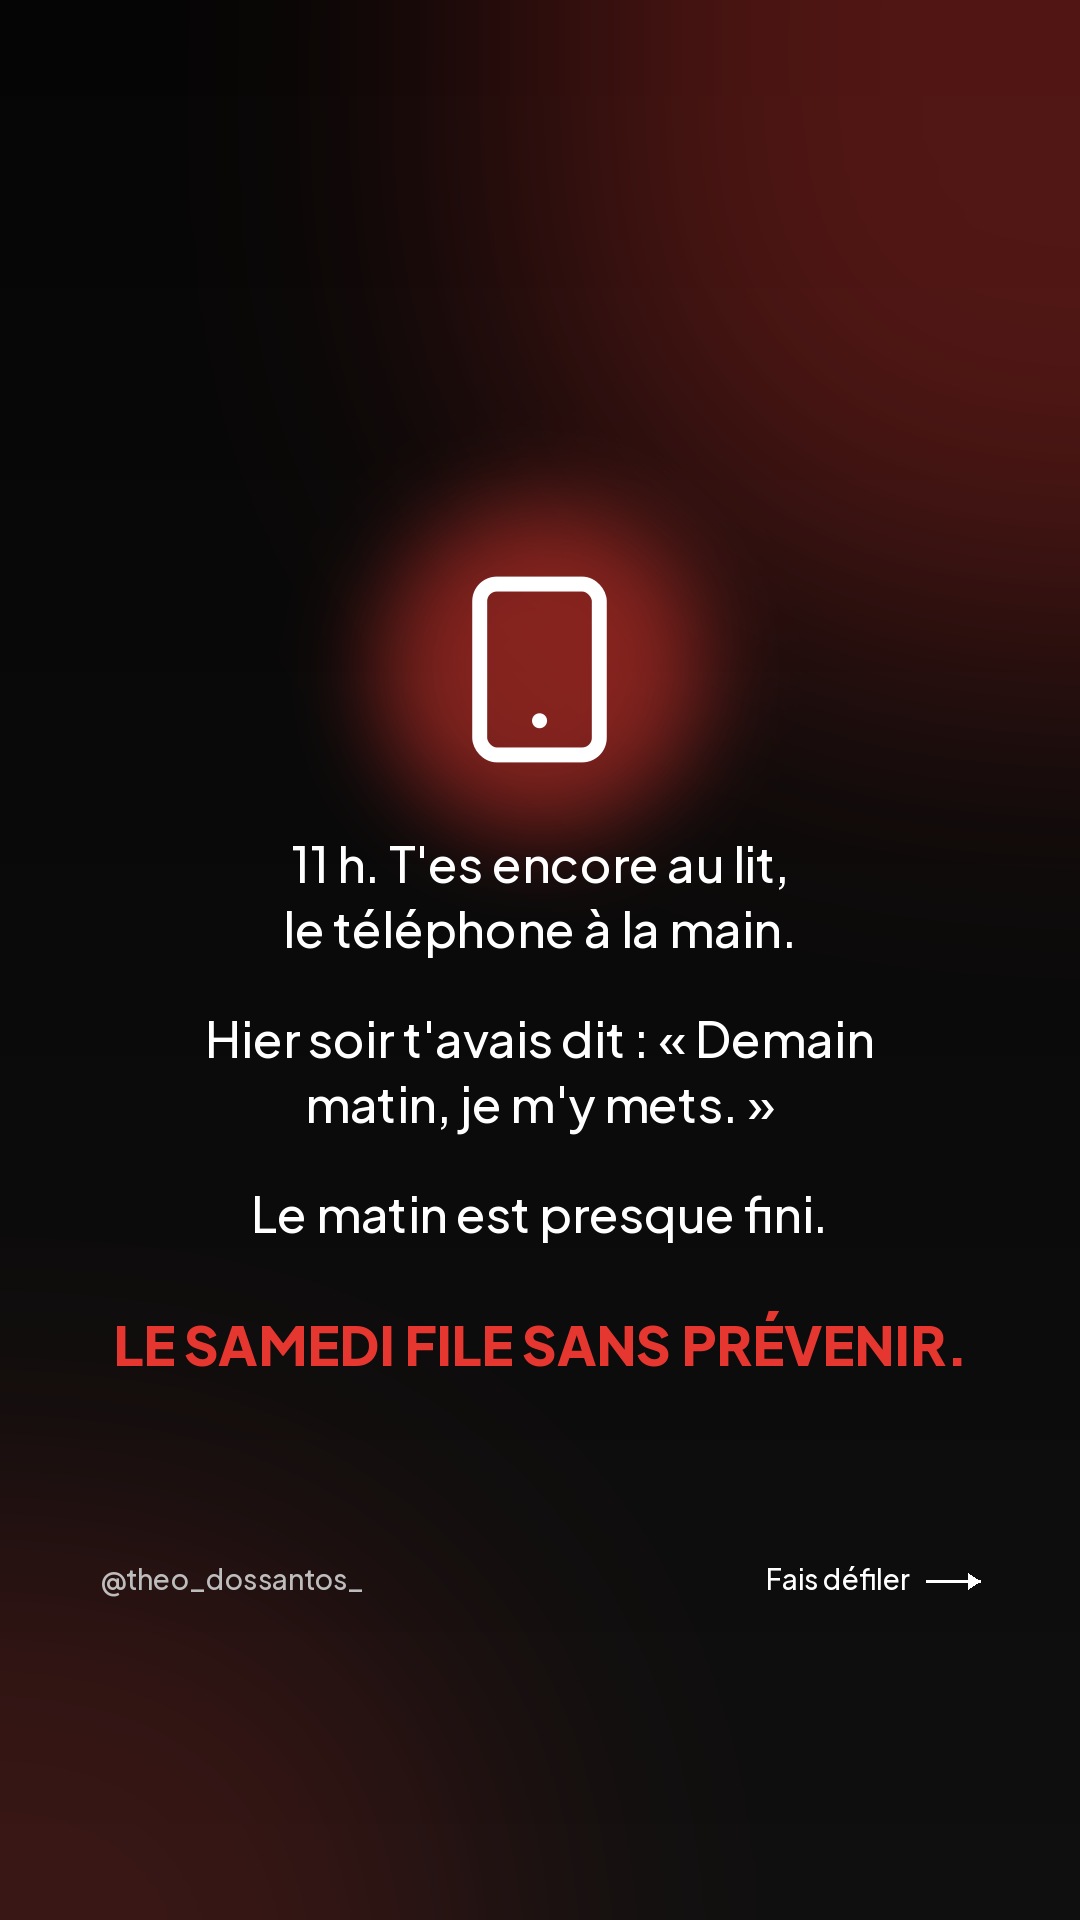 11 h. T'es encore au lit,
le téléphone à la main.
Hier soir t'avais dit : « Demain
matin, je m'y mets. »
Le matin est presque fini.
LE SAMEDI FILE SANS PRÉVENIR.
@theo_dossantos_
Fais défiler